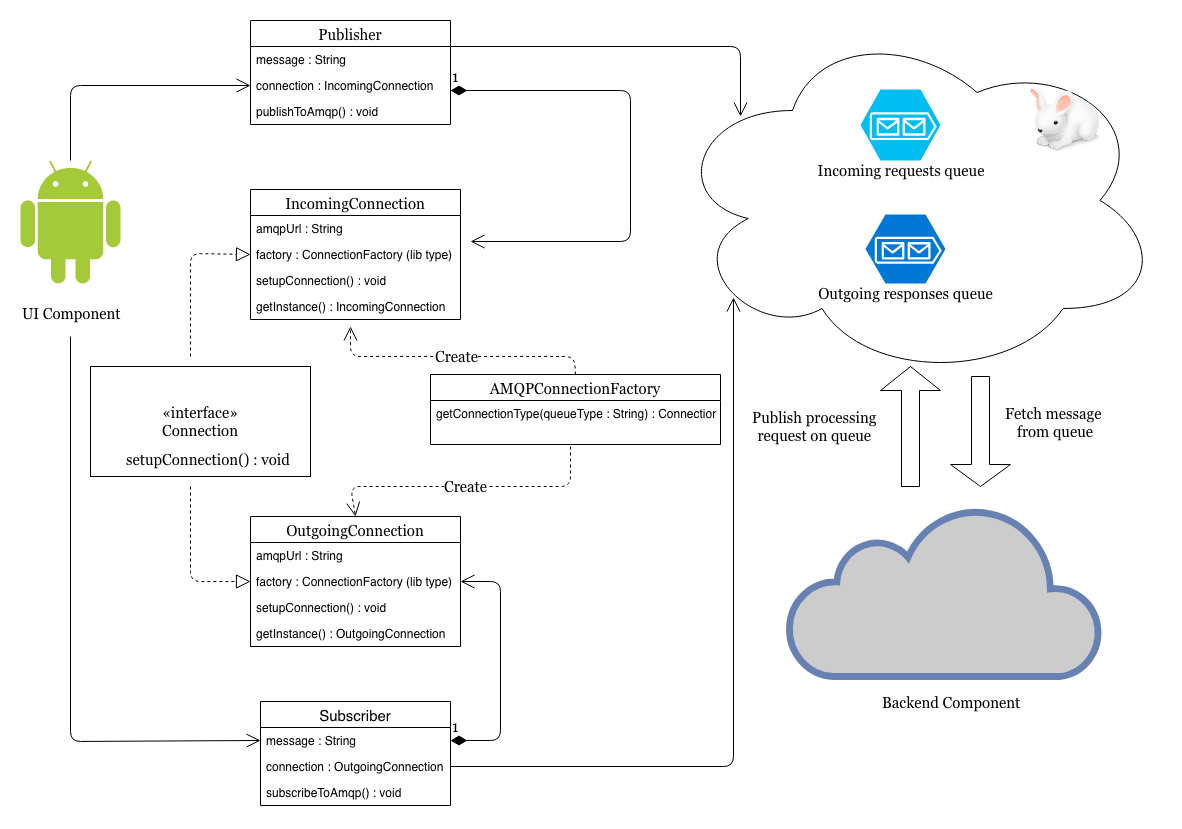 Publisher
message : String
connection : IncomingConnection
publishToAmqp() : void
1
IncomingConnection
amqpUrl : String
factory : ConnectionFactory (lib type)
setupConnection() : void
getInstance() : IncomingConnection
UI Component
Incoming requests queue
Outgoing responses queue
Create
«interface»
Connection
setupConnection() : void
AMQPConnectionFactory
getConnectionType(queueType : String) : Connection
Create
Publish processing
request on queue
Fetch message
from queue
OutgoingConnection
amqpUrl : String
factory : ConnectionFactory (lib type)
setupConnection() : void
getInstance() : OutgoingConnection
Subscriber
message : String
connection : OutgoingConnection
subscribeToAmqp() : void
1
Backend Component